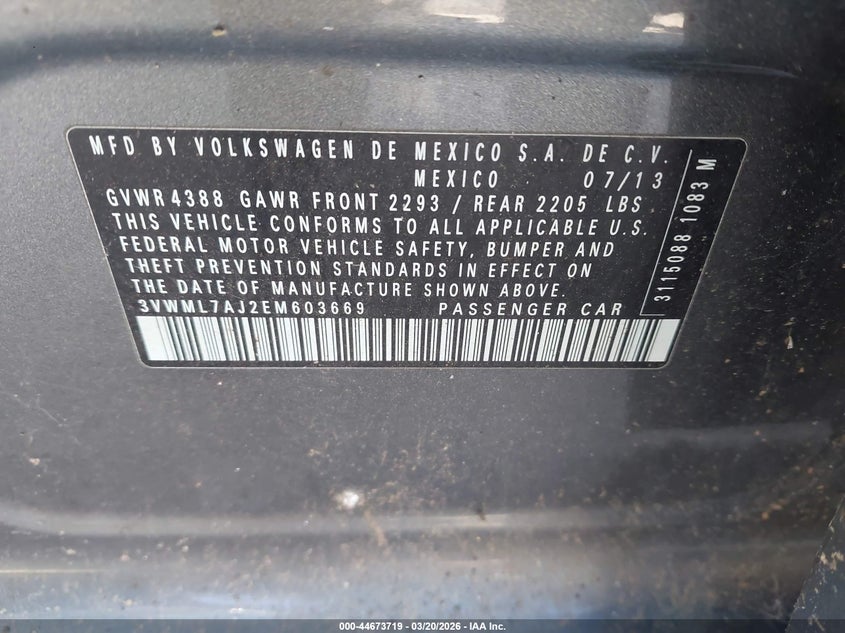 MFD BY VOLKSWAGEN DE MEXICO S.A. DE C.V.
MEXICO 07/13
GVWR 4388 GAWR FRONT 2293 / REAR 2205 LBS
THIS VEHICLE CONFORMS TO ALL APPLICABLE U.S.
FEDERAL MOTOR VEHICLE SAFETY, BUMPER AND
THEFT PREVENTION STANDARDS IN EFFECT ON
THE DATE OF MANUFACTURE SHOWN ABOVE.
3VWML7AJ2EM603669 PASSENGER CAR
3115088 1083 M
000-44673719 - 03/20/2026 - IAA Inc.